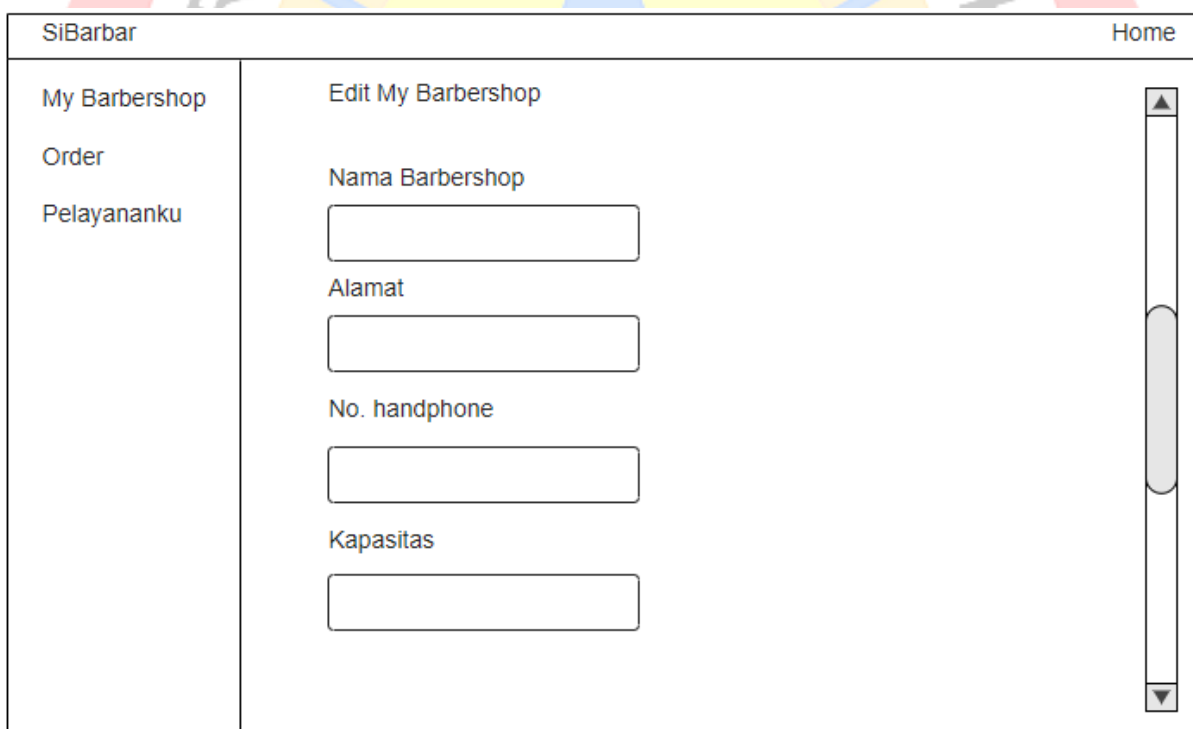 SiBarbar
Home
My Barbershop
Order
Pelayananku
Edit My Barbershop
Nama Barbershop
Alamat
No. handphone
Kapasitas